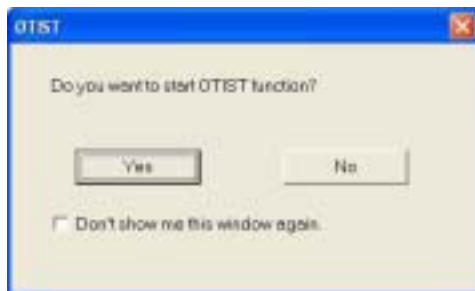 OTIST
Do you want to start OTIST function?
Yes No
Don't show me this window again.